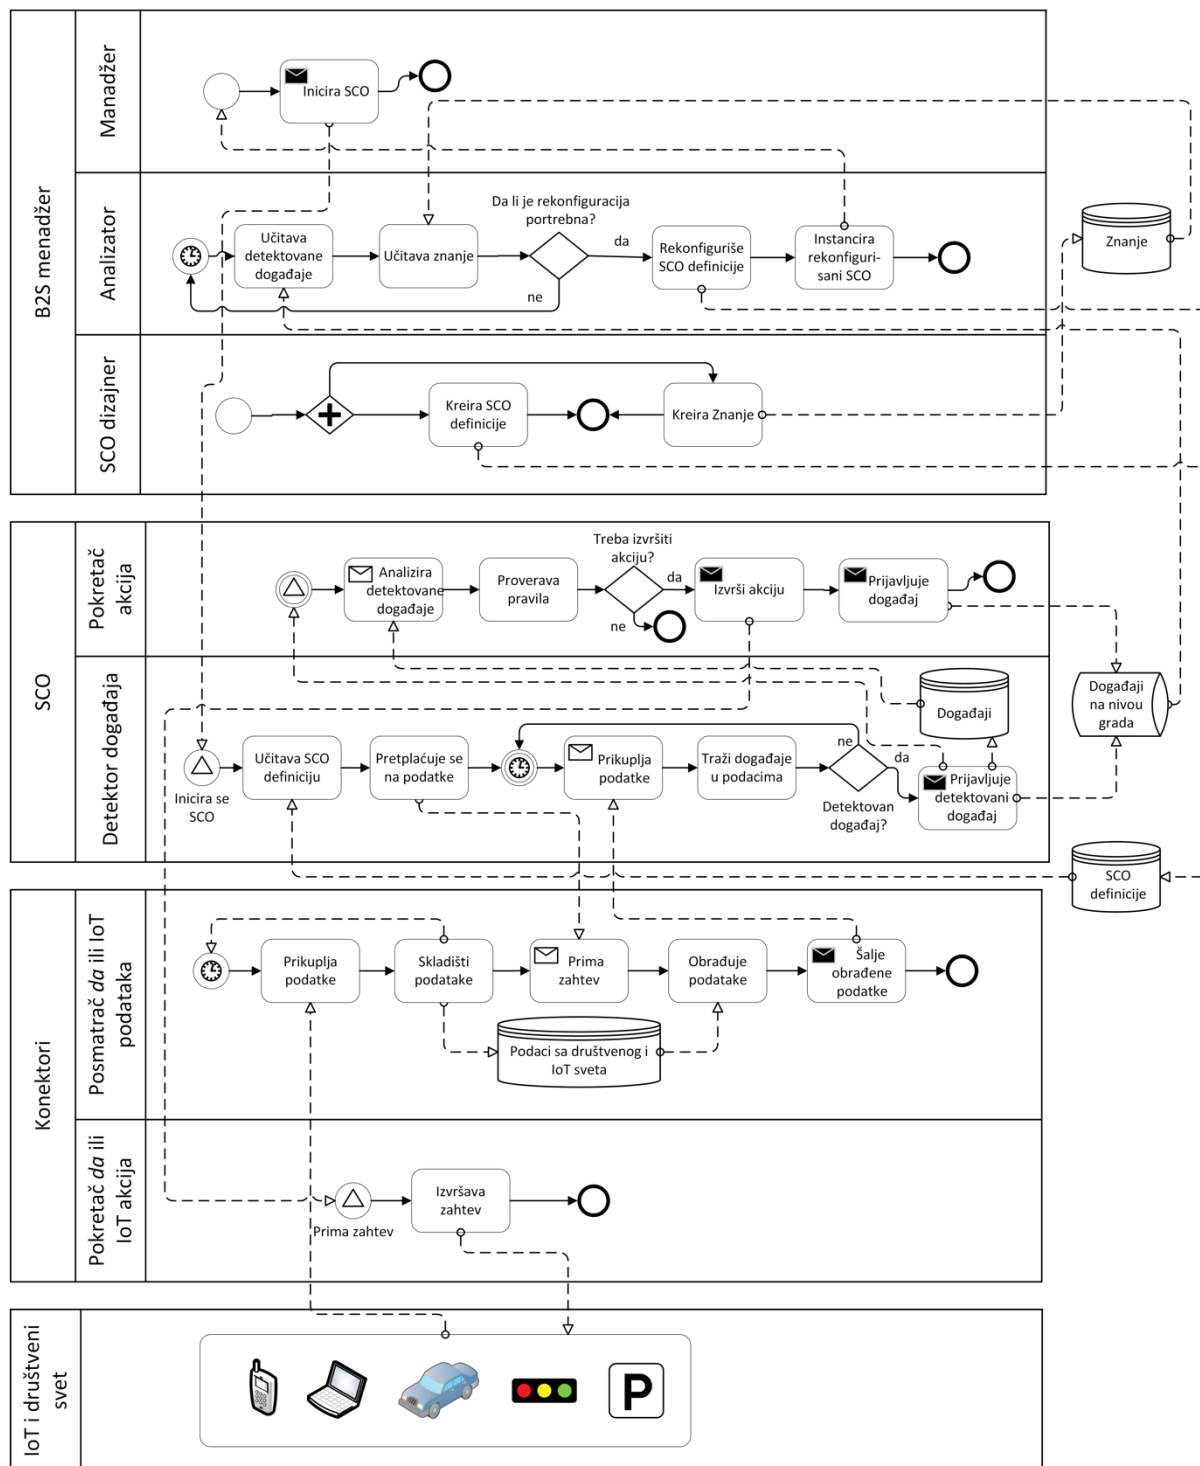 B2S menadžer
Manadžer
Inicira SCO
Analizator
Učitava
detektovane
događaje
Učitava znanje
Da li je rekonfiguracija
portrebna?
da
ne
Rekonfiguriše
SCO definicije
Instancira
rekonfiguri-
sani SCO
Znanje
SCO dizajner
Kreira SCO
definicije
Kreira Znanje
SCO
Pokretač
akcija
Analizira
detektovane
događaje
Proverava
pravila
Treba izvršiti
akciju?
da
ne
Izvrši akciju
Prijavljuje
događaj
Detektor događaja
Inicira se
SCO
Učitava SCO
definiciju
Pretplaćuje se
na podatke
Prikuplja
podatke
Traži događaje
u podacima
ne
da
Detektovan
događaj?
Događaji
Prijavljuje
detektovani
događaj
Događaji
na nivou
grada
SCO
definicije
Konektori
Posmatrač da ili IoT
podataka
Prikuplja
podatke
Skladišti
podatake
Prima
zahtev
Obrađuje
podatake
Šalje
obrađene
podatke
Podaci sa društvenog i
IoT sveta
Pokretač da ili
IoT akcija
Prima zahtev
Izvršava
zahtev
IoT i društveni
svet
P